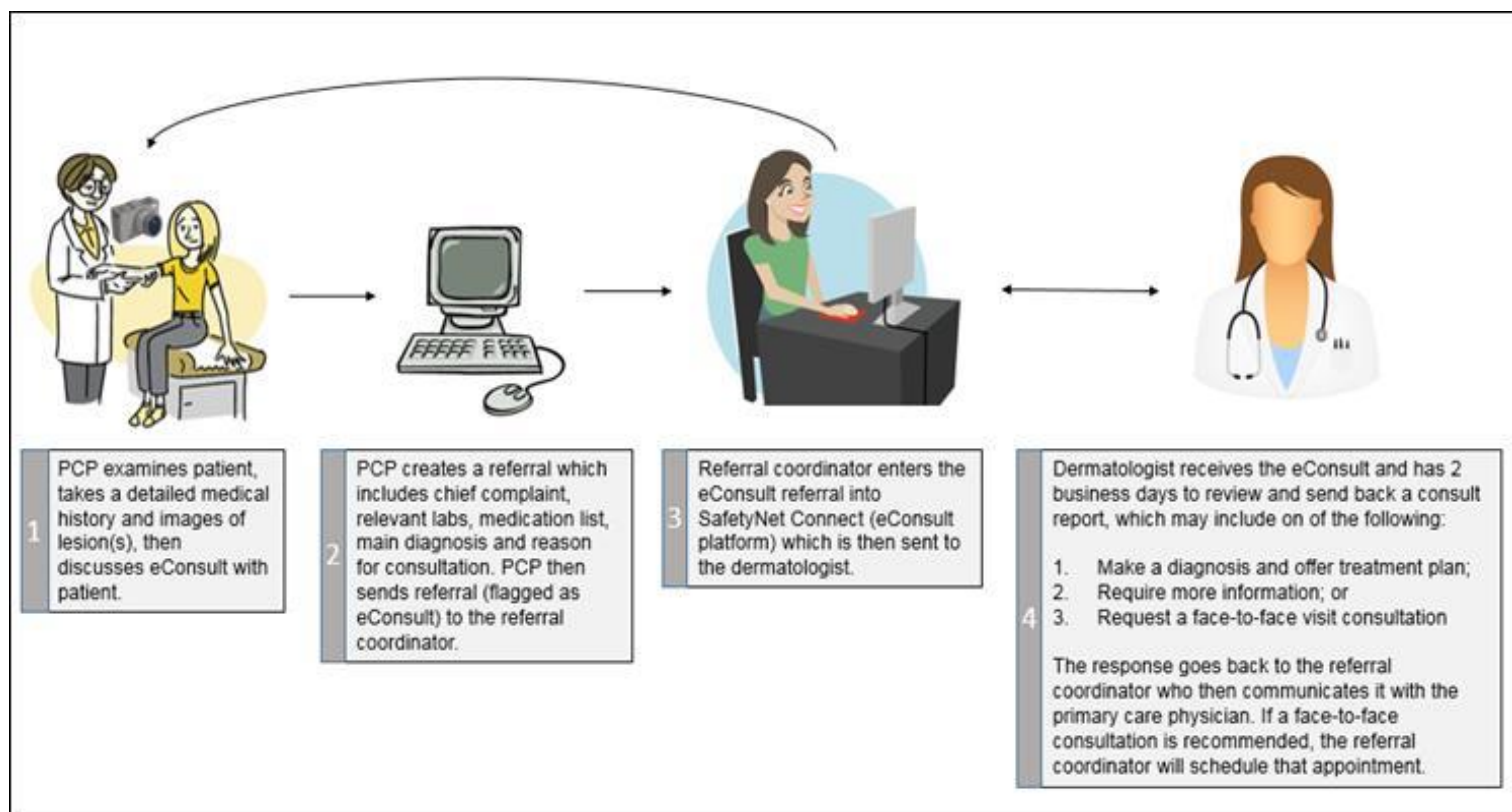 1
PCP examines patient,
takes a detailed medical
history and images of
lesion(s), then
discusses eConsult with
patient.
2
PCP creates a referral which
includes chief complaint,
relevant labs, medication list,
main diagnosis and reason
for consultation. PCP then
sends referral (flagged as
eConsult) to the referral
coordinator.
3
Referral coordinator enters the
eConsult referral into
SafetyNet Connect (eConsult
platform) which is then sent to
the dermatologist.
4
Dermatologist receives the eConsult and has 2
business days to review and send back a consult
report, which may include on of the following:
1. Make a diagnosis and offer treatment plan;
2. Require more information; or
3. Request a face-to-face visit consultation
The response goes back to the referral
coordinator who then communicates it with the
primary care physician. If a face-to-face
consultation is recommended, the referral
coordinator will schedule that appointment.